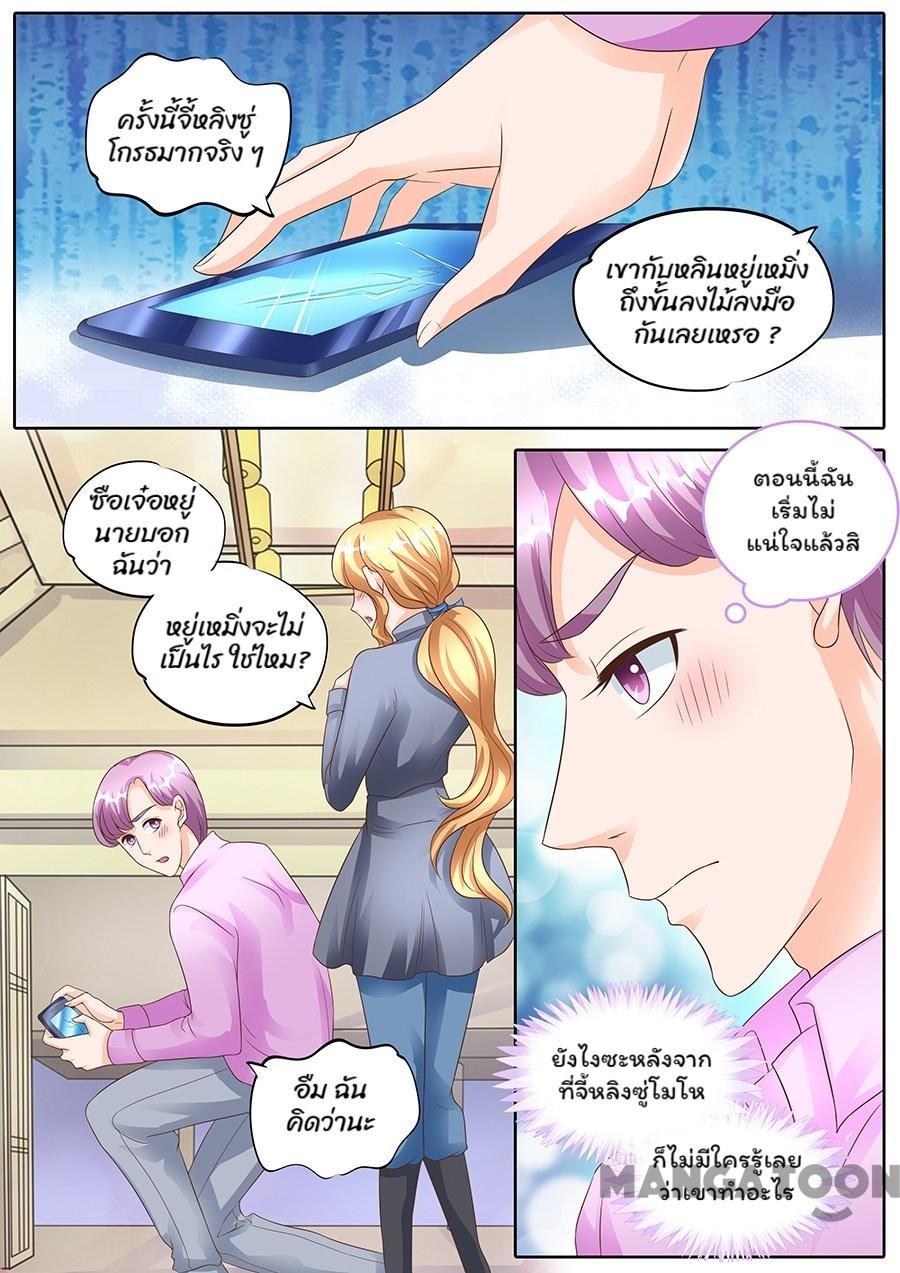 ครั้งนี้จี้หลิงซู่
โกรธมากจริง ๆ
เขากับหลินหยู่เหมิ่ง
ถึงขั้นลงไม้ลงมือ
กันเลยเหรอ ?
ซือเจ๋อหยู่
นายบอก
ฉันว่า
หยู่เหมิ่งจะไม่
เป็นไร ใช่ไหม?
ตอนนี้ฉัน
เริ่มไม่
แน่ใจแล้วสิ
อืม ฉัน
คิดว่านะ
ยังไงซะหลังจาก
ที่จี้หลิงซู่โมโห
ก็ไม่มีใครรู้เลย
ว่าเขาทำอะไร
MANGATOON